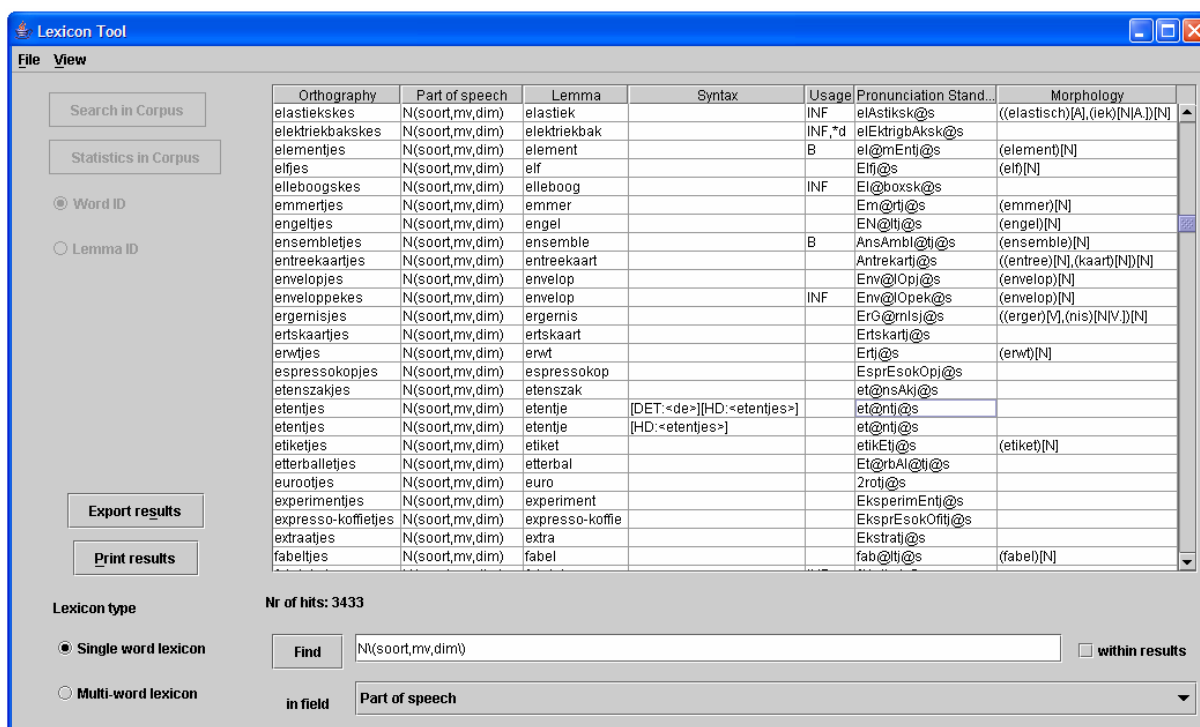 Lexicon Tool
File View
Search in Corpus
Statistics in Corpus
Word ID
Lemma ID
Export results
Print results
Lexicon type
Single word lexicon
Multi-word lexicon
Orthography Part of speech Lemma Syntax Usage Pronunciation Stand... Morphology
elastiekskes N(soort,mv,dim) elastiek INF elAstiksk@s ((elastisch)[A],(iek)[N|A.])[N]
elektriekbakskes N(soort,mv,dim) elektriekbak INF,*d elEktrigbAksk@s
elementjes N(soort,mv,dim) element B el@mEntj@s (element)[N]
elfjes N(soort,mv,dim) elf Elfj@s (elf)[N]
elleboogskes N(soort,mv,dim) elleboog INF El@boxsk@s
emmertjes N(soort,mv,dim) emmer Em@rtj@s (emmer)[N]
engeltjes N(soort,mv,dim) engel EN@ltj@s (engel)[N]
ensembletjes N(soort,mv,dim) ensemble B AnsAmbl@tj@s (ensemble)[N]
entreekaartjes N(soort,mv,dim) entreekaart Antrekartj@s ((entree)[N],(kaart)[N])[N]
envelopjes N(soort,mv,dim) envelop Env@lOpj@s (envelop)[N]
enveloppekes N(soort,mv,dim) envelop INF Env@lOpek@s (envelop)[N]
ergernisjes N(soort,mv,dim) ergernis ErG@rnIsj@s ((erger)[V],(nis)[N|V.])[N]
ertskaartjes N(soort,mv,dim) ertskaart Ertskartj@s
erwtjes N(soort,mv,dim) erwt Ertj@s (erwt)[N]
espressokopjes N(soort,mv,dim) espressokop EsprEsokOpj@s
etenszakjes N(soort,mv,dim) etenszak et@nsAkj@s
etentjes N(soort,mv,dim) etentje [DET:<de>][HD:<etentjes>] et@ntj@s
etentjes N(soort,mv,dim) etentje [HD:<etentjes>] et@ntj@s
etiketjes N(soort,mv,dim) etiket etikEtj@s (etiket)[N]
etterballetjes N(soort,mv,dim) etterbal Et@rbAl@tj@s
eurootjes N(soort,mv,dim) euro 2rotj@s
experimentjes N(soort,mv,dim) experiment EksperimEntj@s
expresso-koffietjes N(soort,mv,dim) expresso-koffie EksprEsokOfitj@s
extraatjes N(soort,mv,dim) extra Ekstratj@s
fabeltjes N(soort,mv,dim) fabel fab@ltj@s (fabel)[N]
Nr of hits: 3433
Find N\(soort,mv,dim\) within results
in field Part of speech